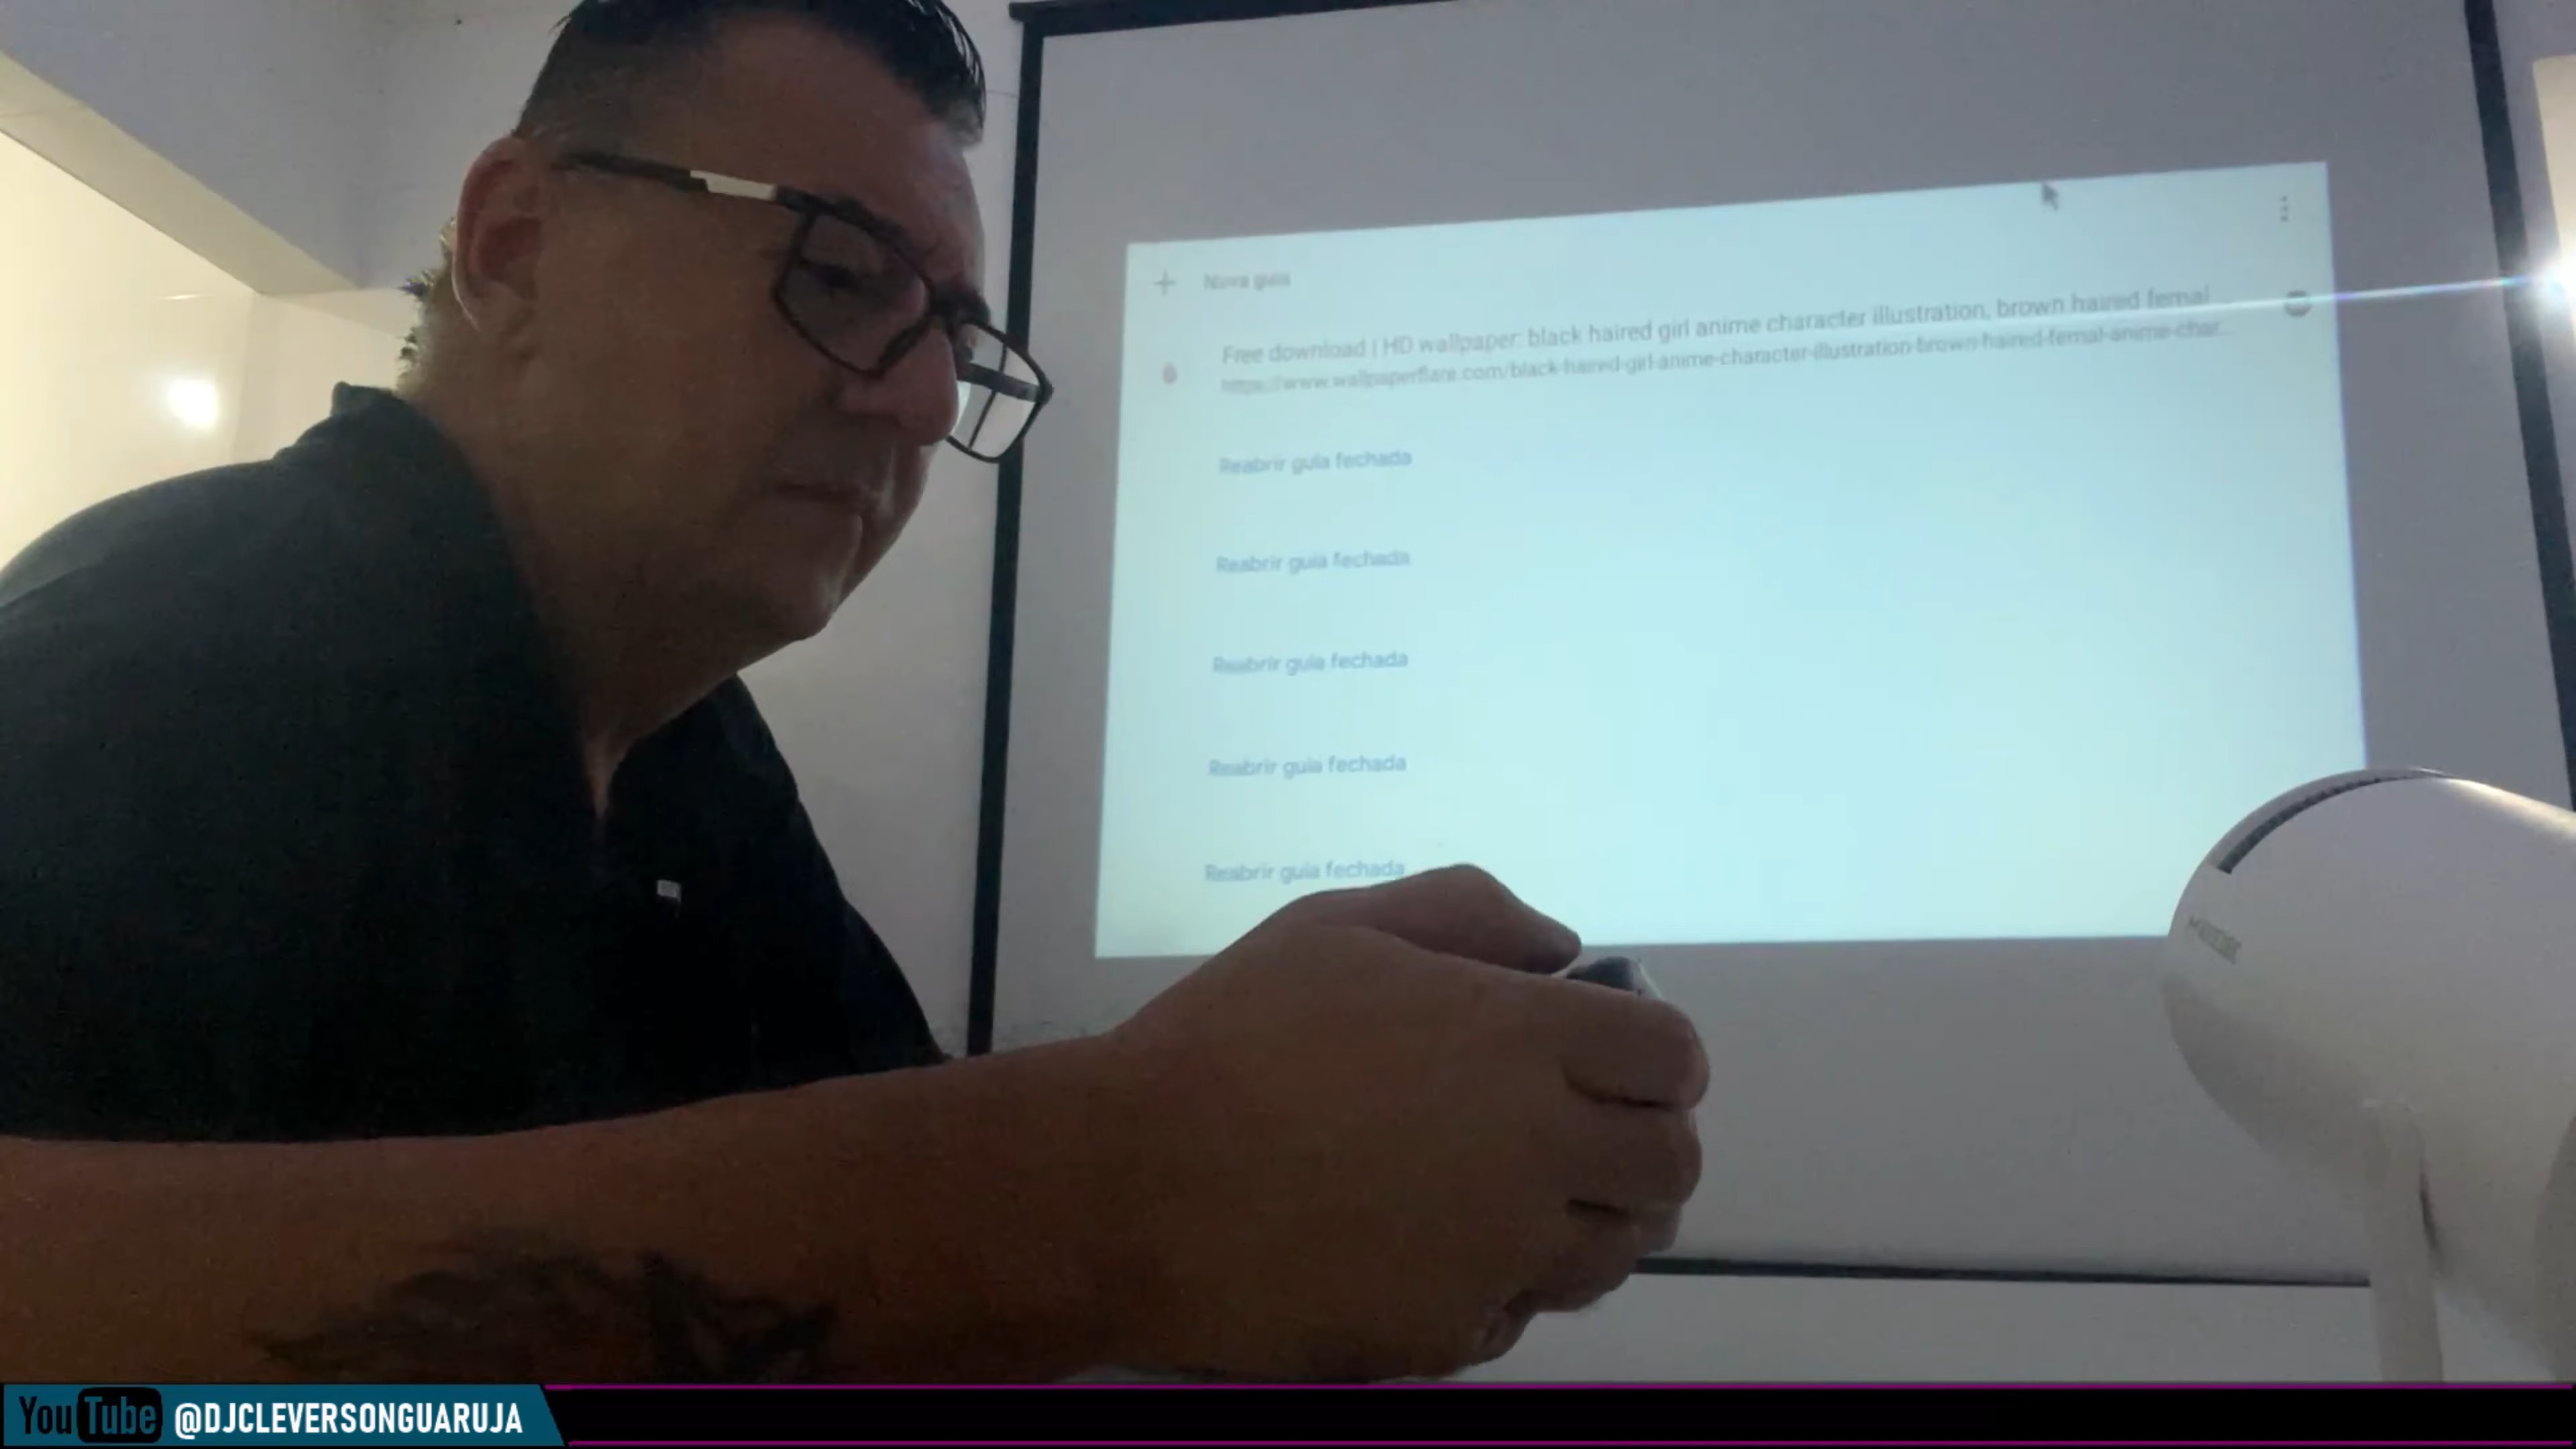 Nova guia
Free download | HD wallpaper: black haired girl anime character illustration, brown haired femal...
https://www.wallpaperflare.com/black-haired-girl-anime-character-illustration-brown-haired-femal-anime-char...
Reabrir guia fechada
Reabrir guia fechada
Reabrir guia fechada
Reabrir guia fechada
Reabrir guia fechada
YouTube @DJCLEVERSONGUARUJA